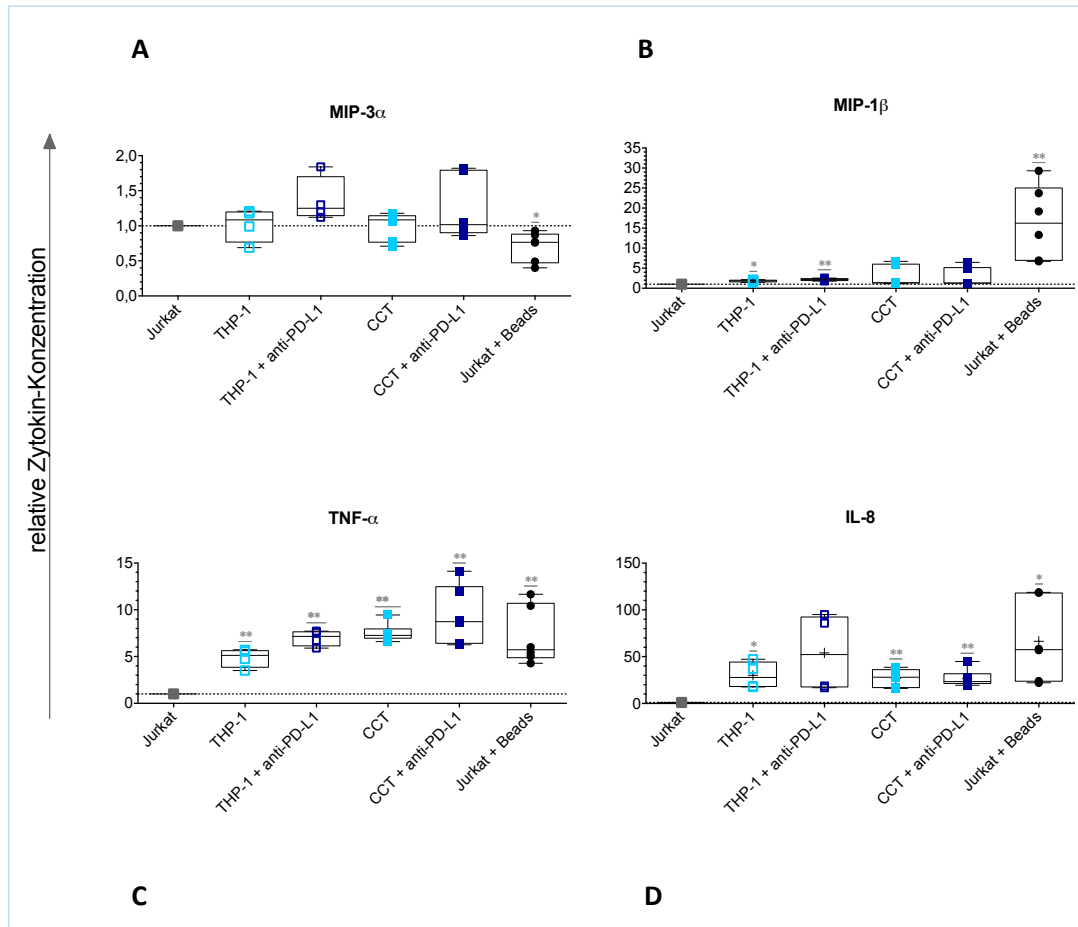 A
B
MIP-3α
MIP-1β
relative Zytokin-Konzentration
2,0
1,5
1,0
0,5
0,0
*
Jurkat
THP-1
THP-1 + anti-PD-L1
CCT
CCT + anti-PD-L1
Jurkat + Beads
35
30
25
20
15
10
5
0
*
**
**
Jurkat
THP-1
THP-1 + anti-PD-L1
CCT
CCT + anti-PD-L1
Jurkat + Beads
TNF-α
15
10
5
0
**
**
**
**
**
Jurkat
THP-1
THP-1 + anti-PD-L1
CCT
CCT + anti-PD-L1
Jurkat + Beads
IL-8
150
100
50
0
*
**
**
*
Jurkat
THP-1
THP-1 + anti-PD-L1
CCT
CCT + anti-PD-L1
Jurkat + Beads
C
D